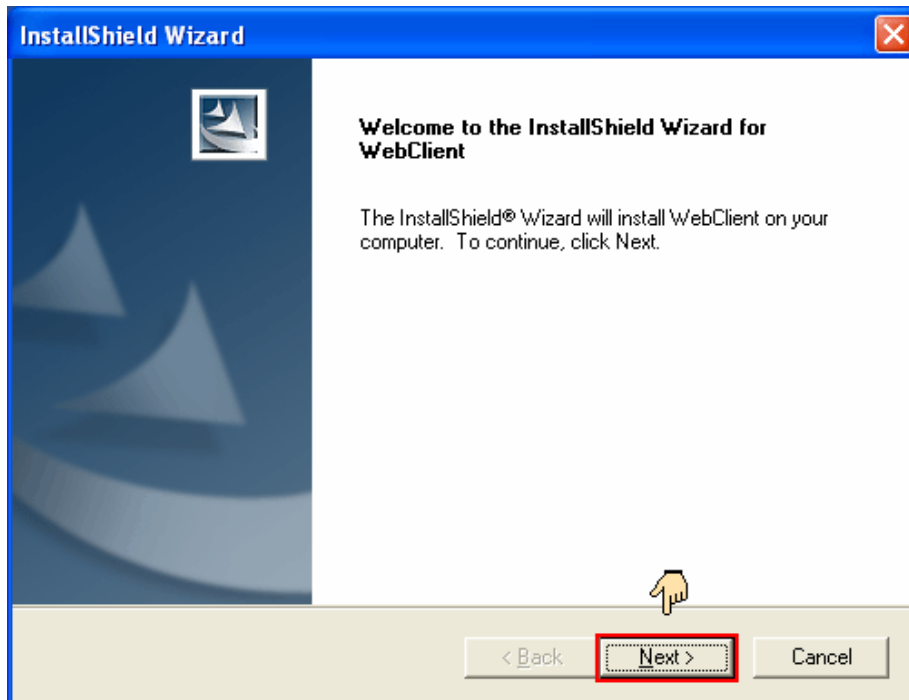 InstallShield Wizard
Welcome to the InstallShield Wizard for
WebClient
The InstallShield® Wizard will install WebClient on your
computer.  To continue, click Next.
< Back
Next >
Cancel